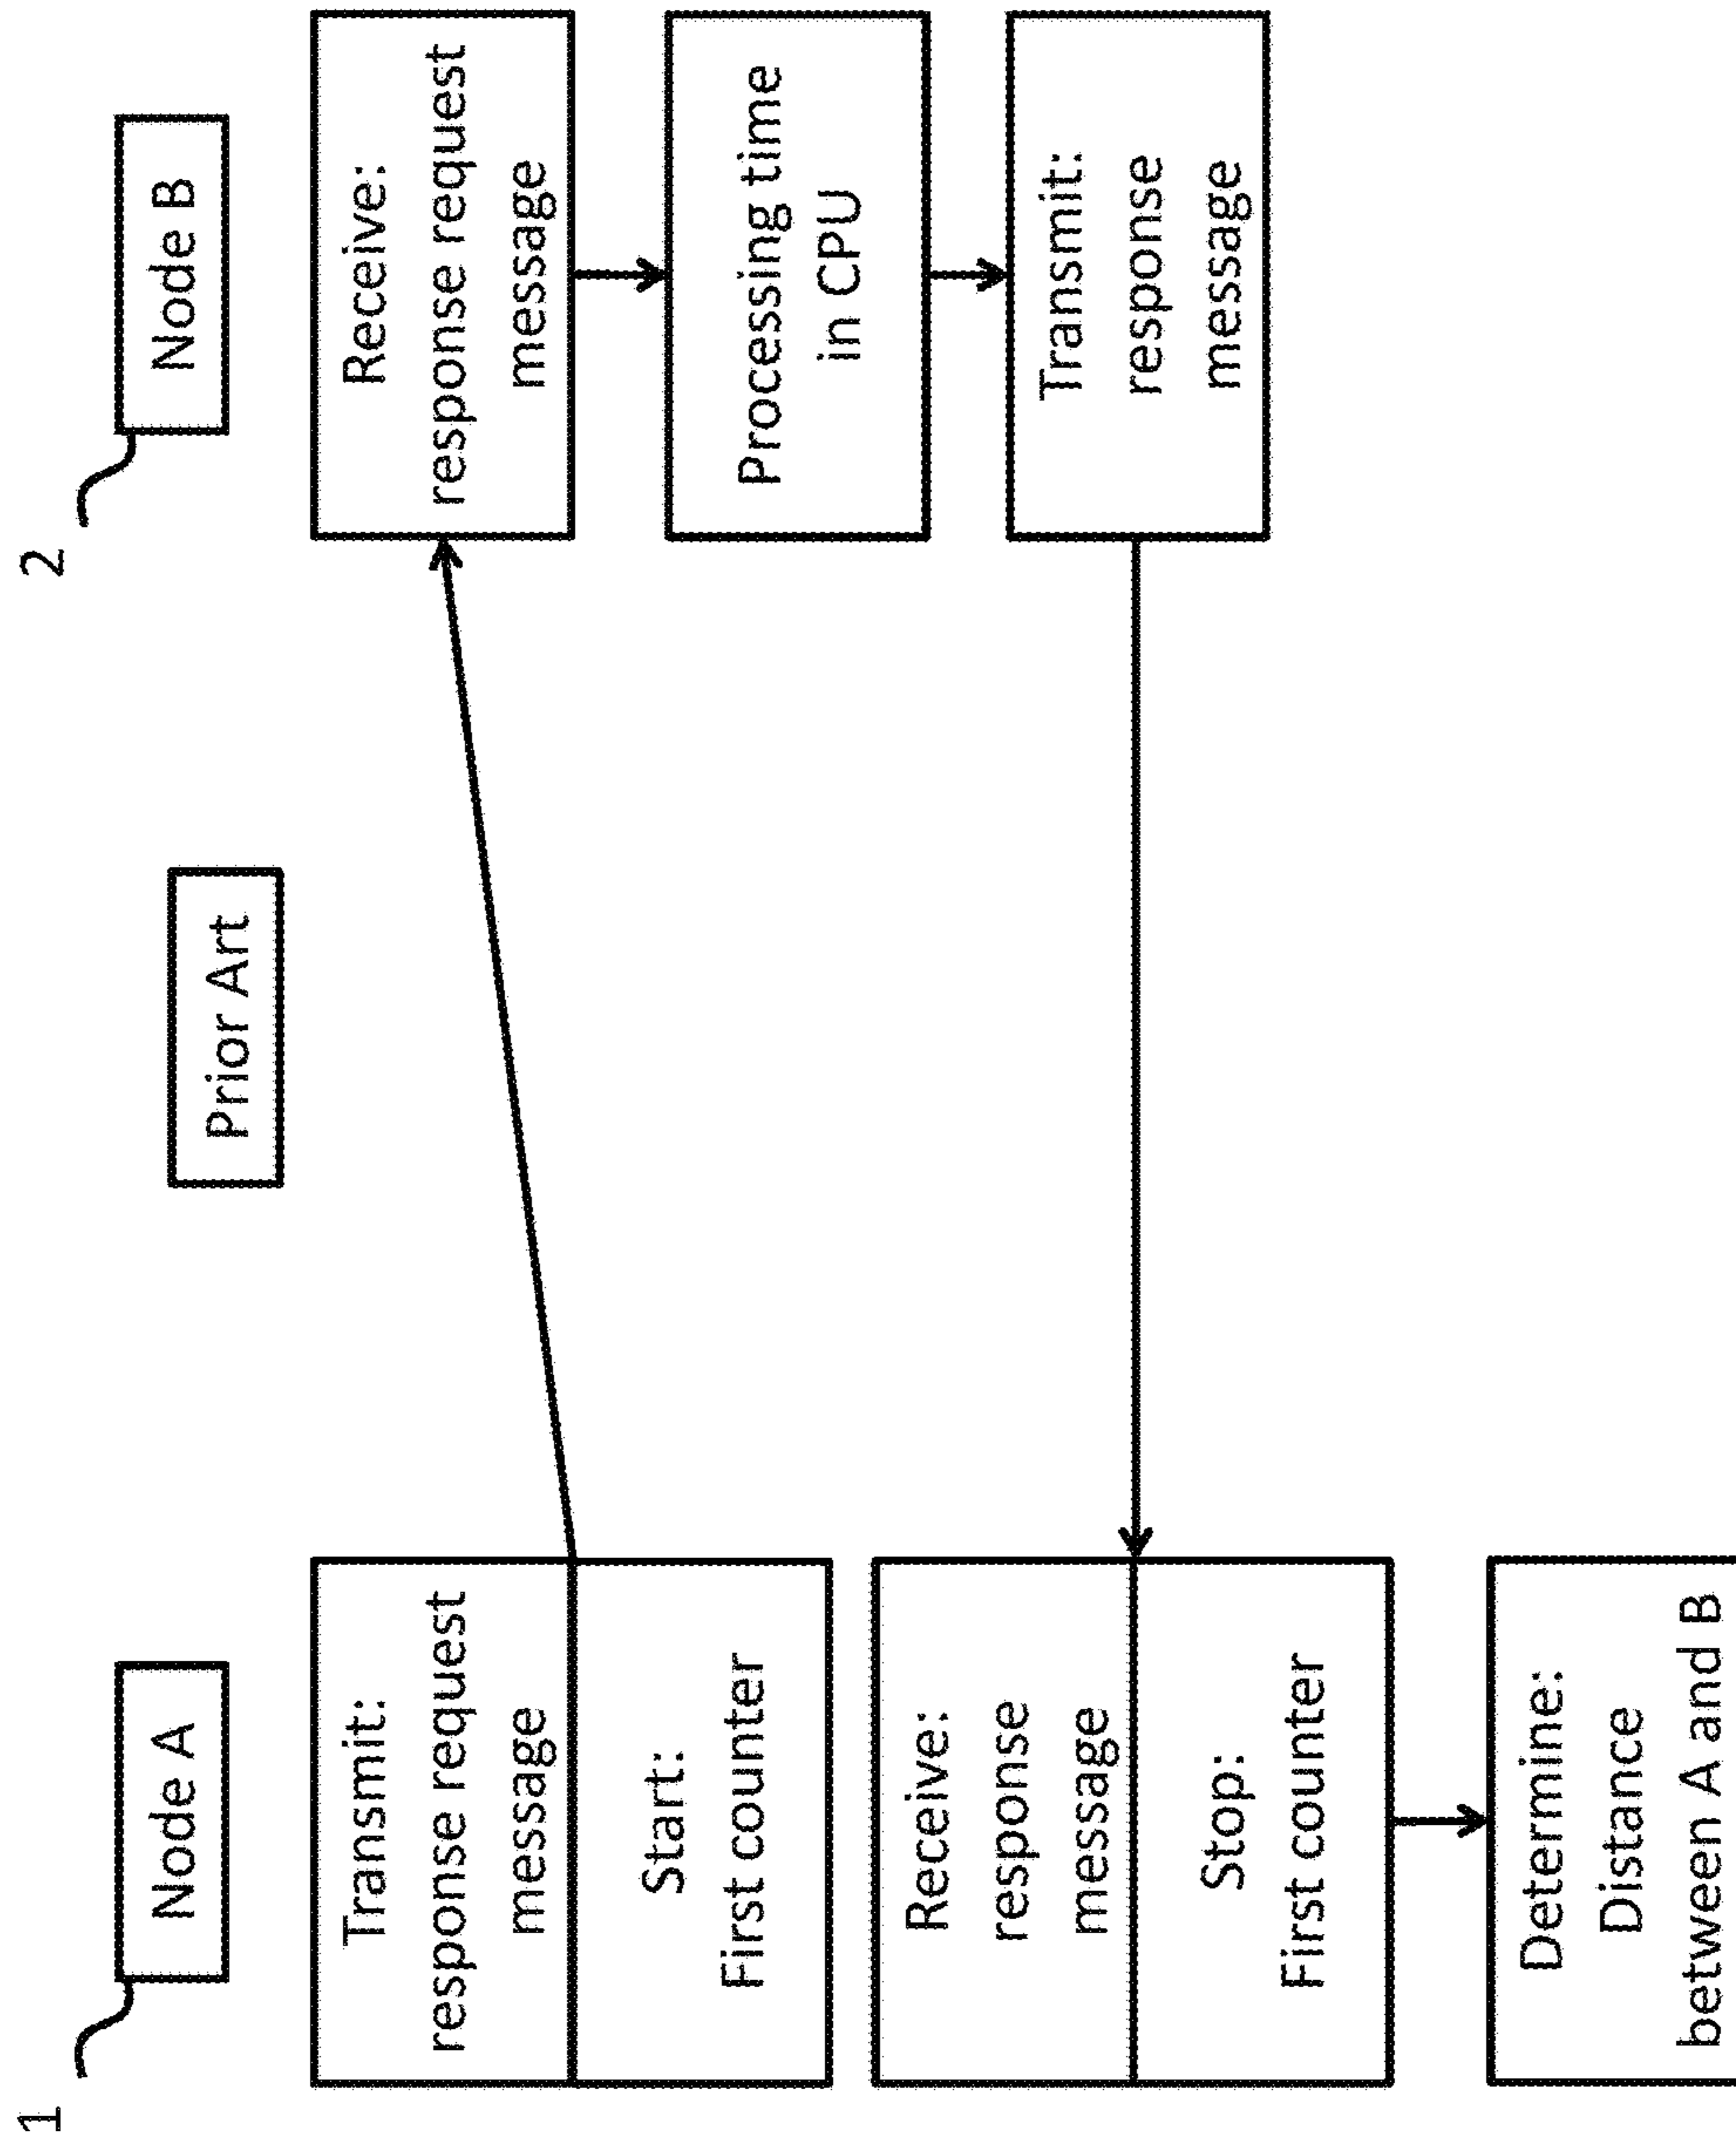 1
Node A
Prior Art
2
Node B
Transmit:
response request
message
Start:
First counter
Receive:
response
message
Stop:
First counter
Determine:
Distance
between A and B
Receive:
response request
message
Processing time
in CPU
Transmit:
response
message